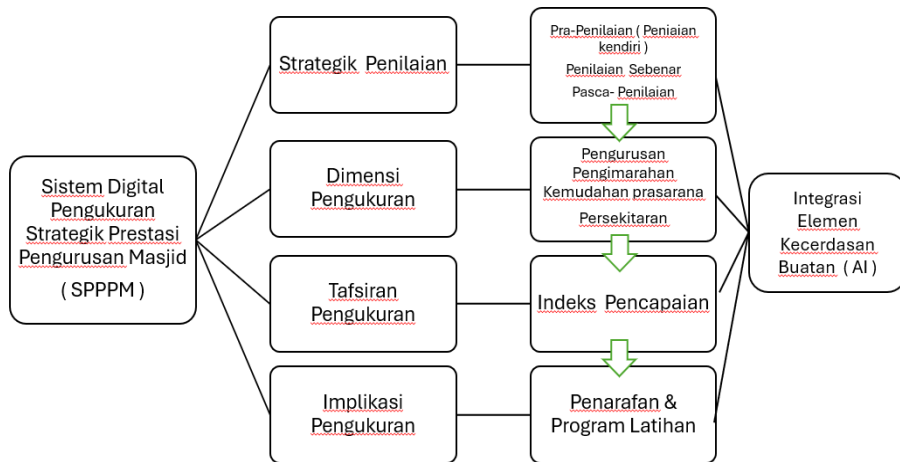 Sistem Digital
Pengukuran
Strategik Prestasi
Pengurusan Masjid
( SPPPM )
Strategik Penilaian
Pra-Penilaian ( Peniaian
kendiri )
Penilaian Sebenar
Pasca- Penilaian
Dimensi
Pengukuran
Pengurusan
Pengimarahan
Kemudahan prasarana
Persekitaran
Tafsiran
Pengukuran
Indeks Pencapaian
Implikasi
Pengukuran
Penarafan &
Program Latihan
Integrasi
Elemen
Kecerdasan
Buatan ( AI )